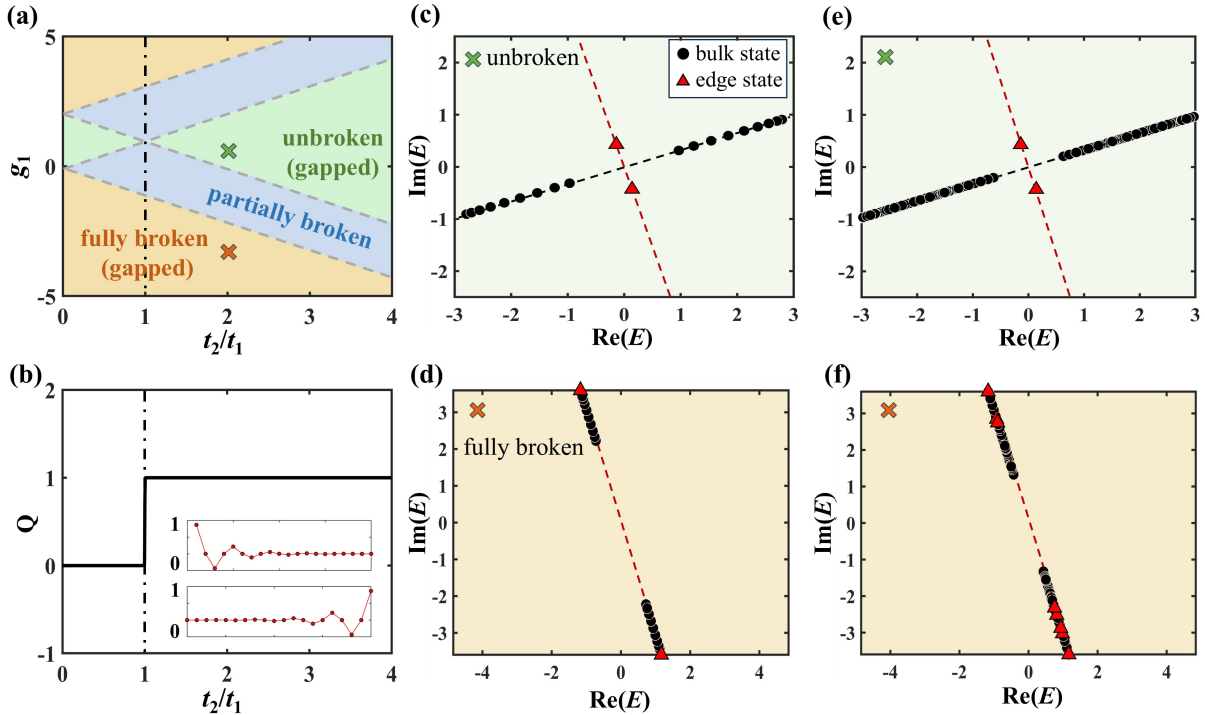 (a)
5
0
-5
g₁
unbroken
(gapped)
partially broken
fully broken
(gapped)
0
1
2
3
4
t₂/t₁
(b)
2
1
0
-1
Q
1
0
1
0
0
1
2
3
4
t₂/t₁
(c)
2
1
0
-1
-2
Im(E)
unbroken
bulk state
edge state
-3
-2
-1
0
1
2
3
Re(E)
(d)
3
2
1
0
-1
-2
-3
Im(E)
fully broken
-4
-2
0
2
4
Re(E)
(e)
2
1
0
-1
-2
Im(E)
-3
-2
-1
0
1
2
3
Re(E)
(f)
3
2
1
0
-1
-2
-3
Im(E)
-4
-2
0
2
4
Re(E)